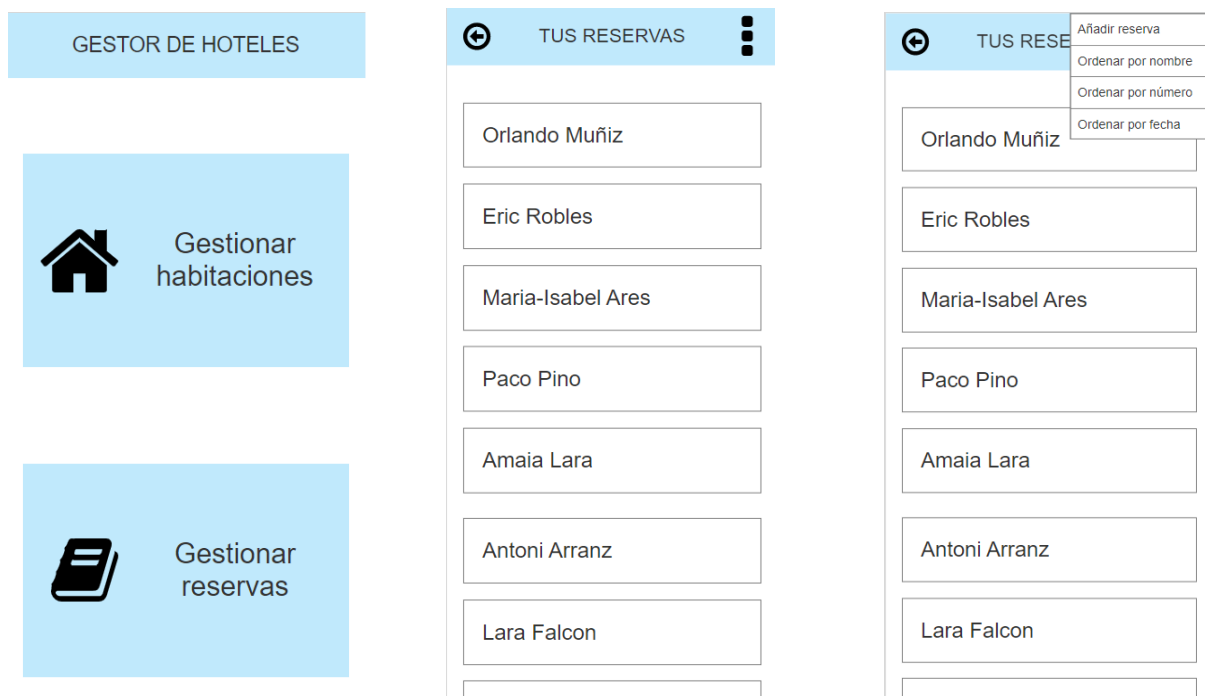 GESTOR DE HOTELES
Gestionar
habitaciones
Gestionar
reservas
TUS RESERVAS
Orlando Muñiz
Eric Robles
Maria-Isabel Ares
Paco Pino
Amaia Lara
Antoni Arranz
Lara Falcon
TUS RESE
Añadir reserva
Ordenar por nombre
Ordenar por número
Ordenar por fecha
Orlando Muñiz
Eric Robles
Maria-Isabel Ares
Paco Pino
Amaia Lara
Antoni Arranz
Lara Falcon